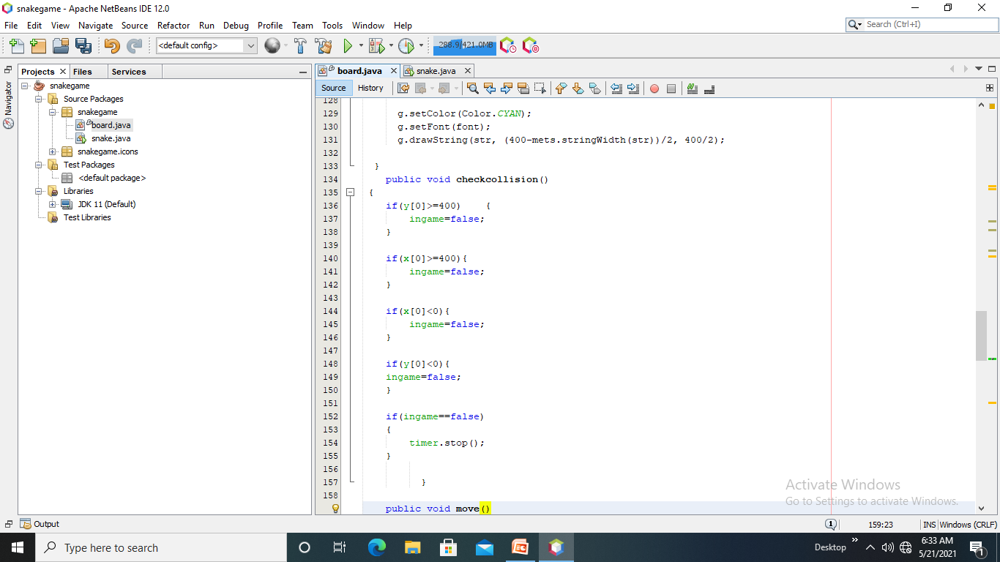 snakegame - Apache NetBeans IDE 12.0
File Edit View Navigate Source Refactor Run Debug Profile Team Tools Window Help
Search (Ctrl+I)
<default config>
286.9/421.0MB
Projects Files Services
board.java snake.java
Navigator
Source History
snakegame
Source Packages
snakegame
board.java
snake.java
snakegame.icons
Test Packages
<default package>
Libraries
JDK 11 (Default)
Test Libraries
128
129 g.setColor(Color.CYAN);
130 g.setFont(font);
131 g.drawString(str, (400-mets.stringWidth(str))/2, 400/2);
132
133 }
134 public void checkcollision()
135 {
136 if(y[0]>=400) {
137 ingame=false;
138 }
139
140 if(x[0]>=400){
141 ingame=false;
142 }
143
144 if(x[0]<0){
145 ingame=false;
146 }
147
148 if(y[0]<0){
149 ingame=false;
150 }
151
152 if(ingame==false)
153 {
154 timer.stop();
155 }
156
157 }
158
public void move()
Activate Windows
Go to Settings to activate Windows.
Output
1
159:23
INS Windows (CRLF)
Type here to search
Desktop
6:33 AM
5/21/2021
1